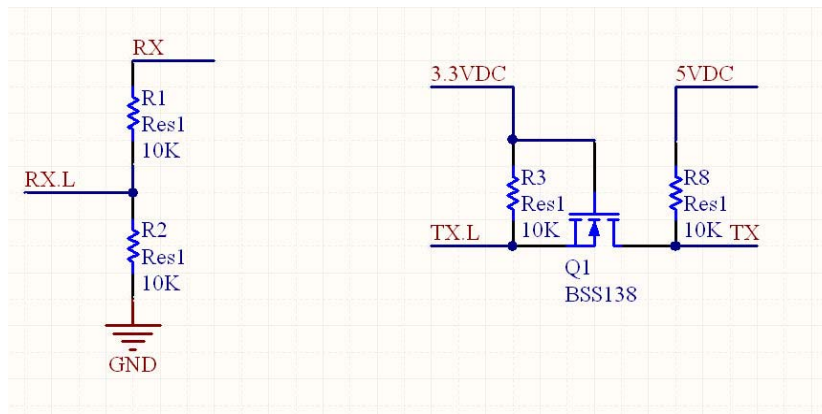 RX
R1
Res1
10K
RX.L
R2
Res1
10K
GND
3.3VDC
5VDC
R3
Res1
10K
R8
Res1
10K
TX.L
TX
Q1
BSS138